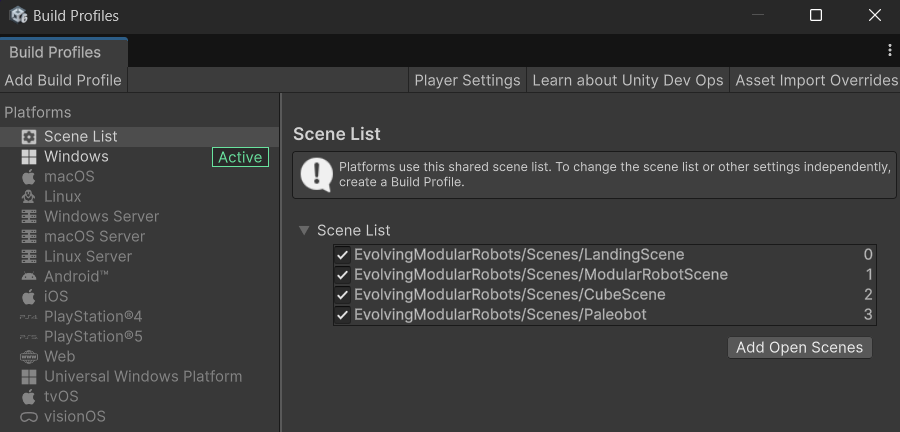 Build Profiles
Build Profiles
Add Build Profile
Player Settings
Learn about Unity Dev Ops
Asset Import Overrides
Platforms
Scene List
Windows
Active
macOS
Linux
Windows Server
macOS Server
Linux Server
Android™
iOS
PlayStation®4
PlayStation®5
Web
Universal Windows Platform
tvOS
visionOS
Scene List
Platforms use this shared scene list. To change the scene list or other settings independently,
create a Build Profile.
Scene List
EvolvingModularRobots/Scenes/LandingScene 0
EvolvingModularRobots/Scenes/ModularRobotScene 1
EvolvingModularRobots/Scenes/CubeScene 2
EvolvingModularRobots/Scenes/Paleobot 3
Add Open Scenes